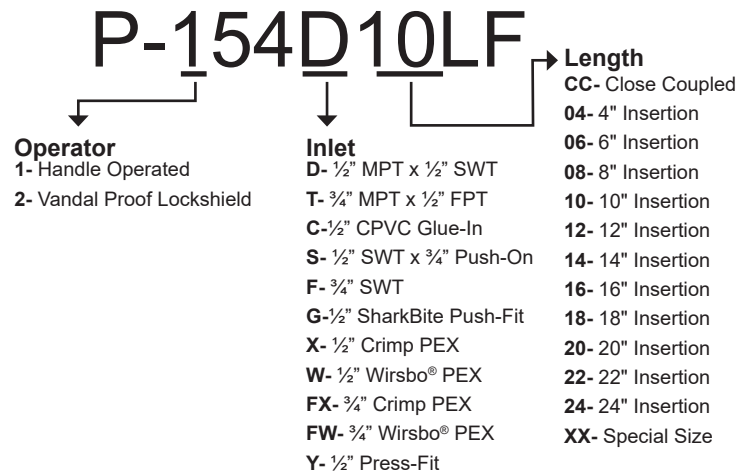 P-154D10LF
Operator
1- Handle Operated
2- Vandal Proof Lockshield
Inlet
D- ½” MPT x ½” SWT
T- ¾” MPT x ½” FPT
C-½” CPVC Glue-In
S- ½” SWT x ¾” Push-On
F- ¾” SWT
G-½” SharkBite Push-Fit
X- ½” Crimp PEX
W- ½” Wirsbo® PEX
FX- ¾” Crimp PEX
FW- ¾” Wirsbo® PEX
Y- ½” Press-Fit
Length
CC- Close Coupled
04- 4" Insertion
06- 6" Insertion
08- 8" Insertion
10- 10" Insertion
12- 12" Insertion
14- 14" Insertion
16- 16" Insertion
18- 18" Insertion
20- 20" Insertion
22- 22" Insertion
24- 24" Insertion
XX- Special Size